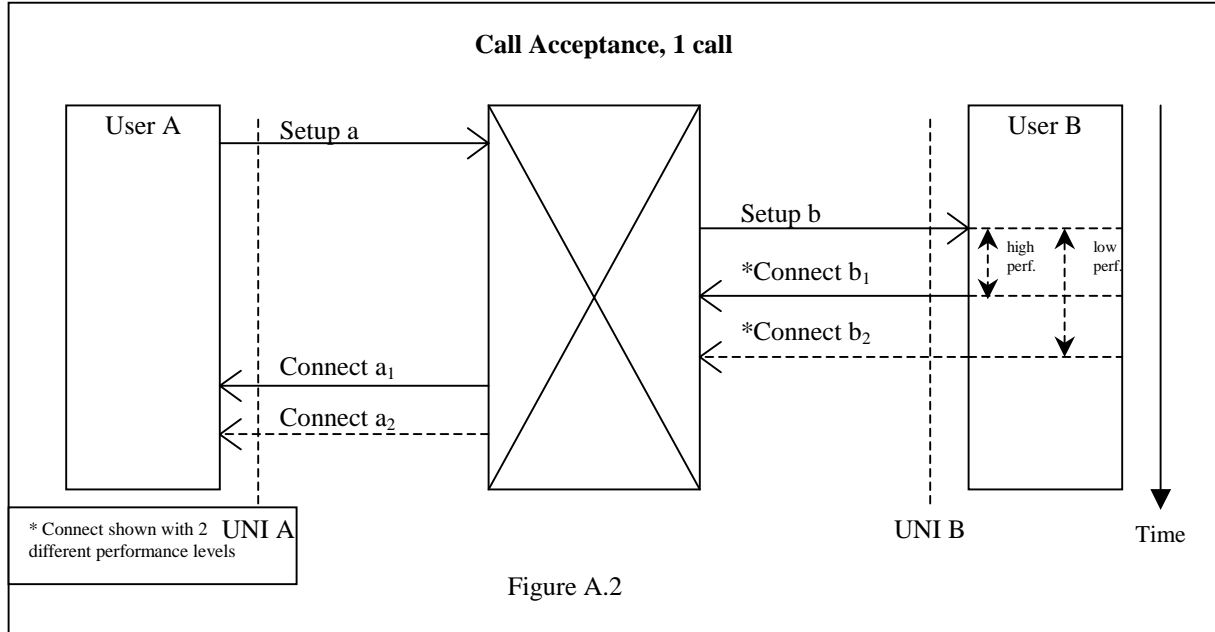 Call Acceptance, 1 call
User A
Setup a
User B
Setup b
high
perf.
low
perf.
*Connect b₁
*Connect b₂
Connect a₁
Connect a₂
* Connect shown with 2
different performance levels
UNI A
UNI B
Time
Figure A.2